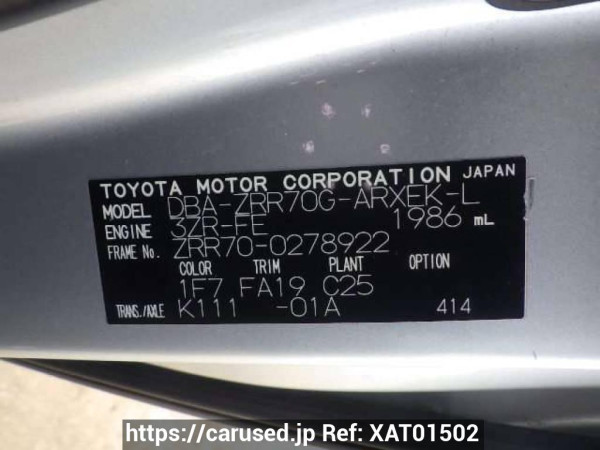 TOYOTA MOTOR CORPORATION JAPAN
MODEL DBA-ZRR70G-ARXEK-L
ENGINE 3ZR-FE 1986 mL
FRAME No. ZRR70-0278922
COLOR TRIM PLANT OPTION
1F7 FA19 C25
TRANS./AXLE K111 -01A 414
https://carused.jp Ref: XAT01502